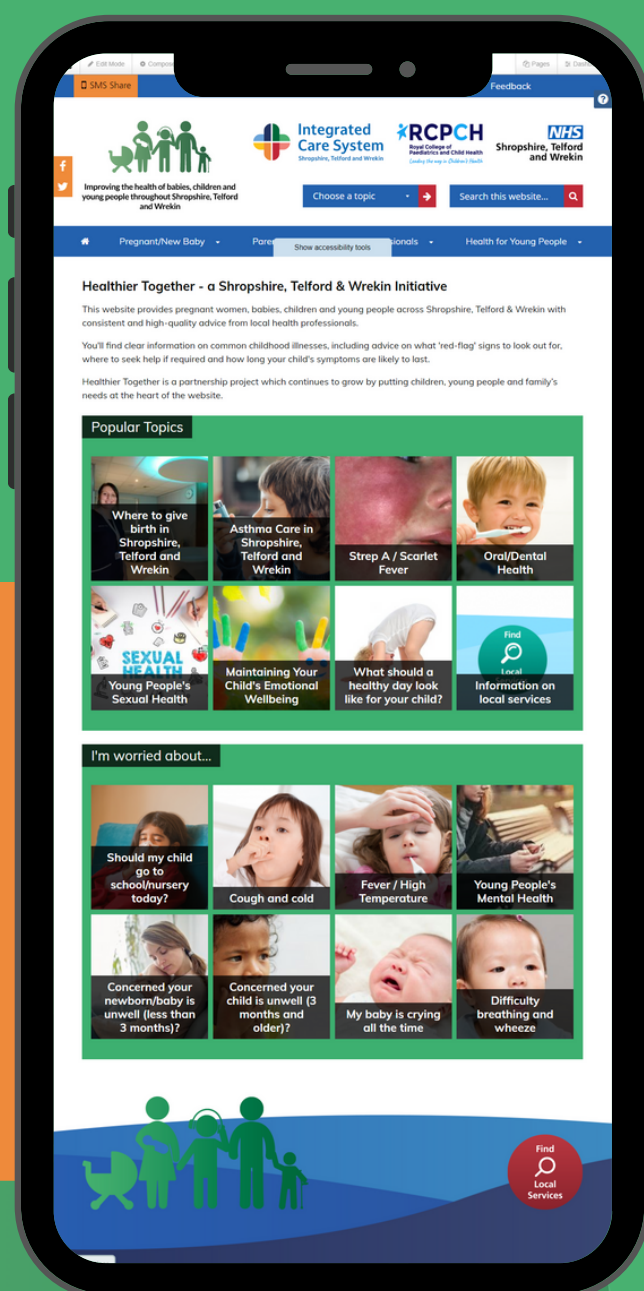 Edit Mode
Compos
Pages
Dash
SMS Share
Feedback
?
Integrated
Care System
Shropshire, Telford and Wrekin
RCPCH
Royal College of
Paediatrics and Child Health
Leading the way in Children's Health
NHS
Shropshire, Telford
and Wrekin
Improving the health of babies, children and
young people throughout Shropshire, Telford
and Wrekin
Choose a topic
Search this website...
Pregnant/New Baby
Pare
sionals
Health for Young People
Show accessibility tools
Healthier Together - a Shropshire, Telford & Wrekin Initiative
This website provides pregnant women, babies, children and young people across Shropshire, Telford & Wrekin with
consistent and high-quality advice from local health professionals.
You'll find clear information on common childhood illnesses, including advice on what 'red-flag' signs to look out for,
where to seek help if required and how long your child's symptoms are likely to last.
Healthier Together is a partnership project which continues to grow by putting children, young people and family's
needs at the heart of the website.
Popular Topics
Where to give
birth in
Shropshire,
Telford and
Wrekin
Asthma Care in
Shropshire,
Telford and
Wrekin
Strep A / Scarlet
Fever
Oral/Dental
Health
SEXUAL
HEALTH
Young People's
Sexual Health
Maintaining Your
Child's Emotional
Wellbeing
What should a
healthy day look
like for your child?
Find
Local
Information on
local services
I'm worried about...
Should my child
go to
school/nursery
today?
Cough and cold
Fever / High
Temperature
Young People's
Mental Health
Concerned your
newborn/baby is
unwell (less than
3 months)?
Concerned your
child is unwell (3
months and
older)?
My baby is crying
all the time
Difficulty
breathing and
wheeze
Find
Local
Services